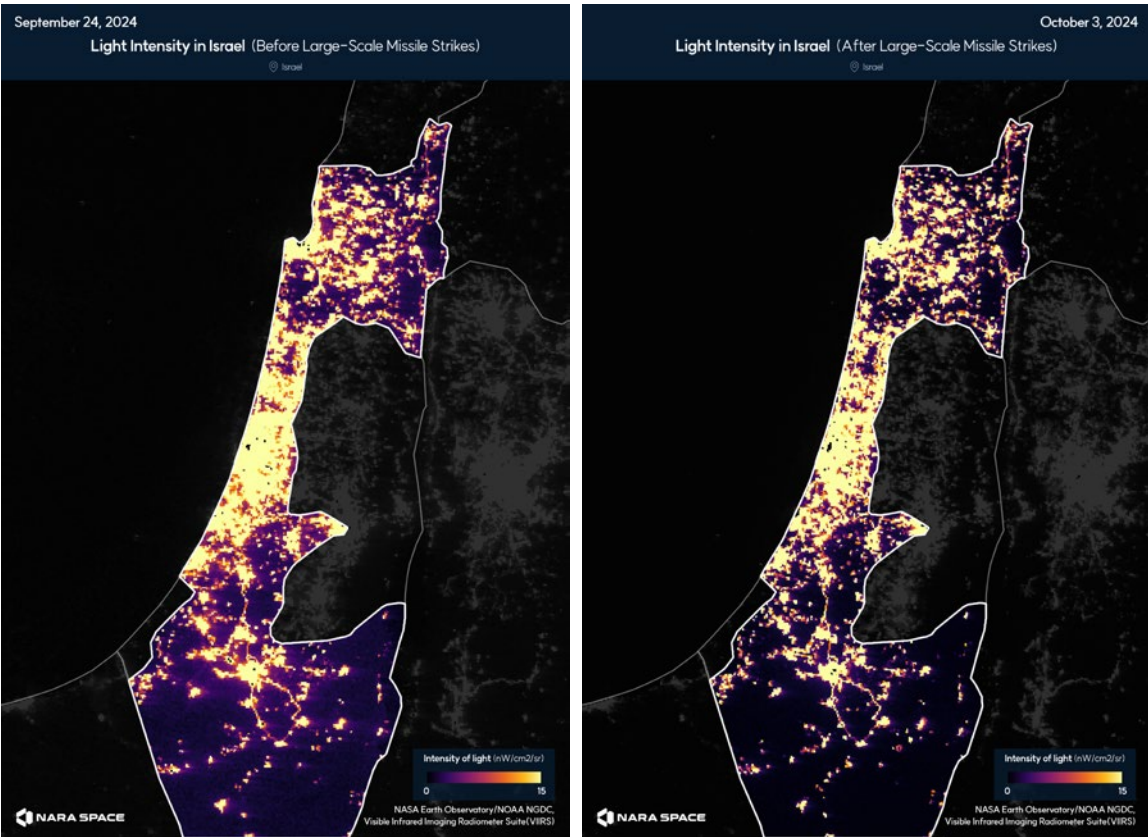 September 24, 2024
Light Intensity in Israel (Before Large-Scale Missile Strikes)
Israel
Intensity of light (nW/cm2/sr)
0 15
NARA SPACE
NASA Earth Observatory/NOAA NGDC,
Visible Infrared Imaging Radiometer Suite(VIIRS)
October 3, 2024
Light Intensity in Israel (After Large-Scale Missile Strikes)
Israel
Intensity of light (nW/cm2/sr)
0 15
NARA SPACE
NASA Earth Observatory/NOAA NGDC,
Visible Infrared Imaging Radiometer Suite(VIIRS)